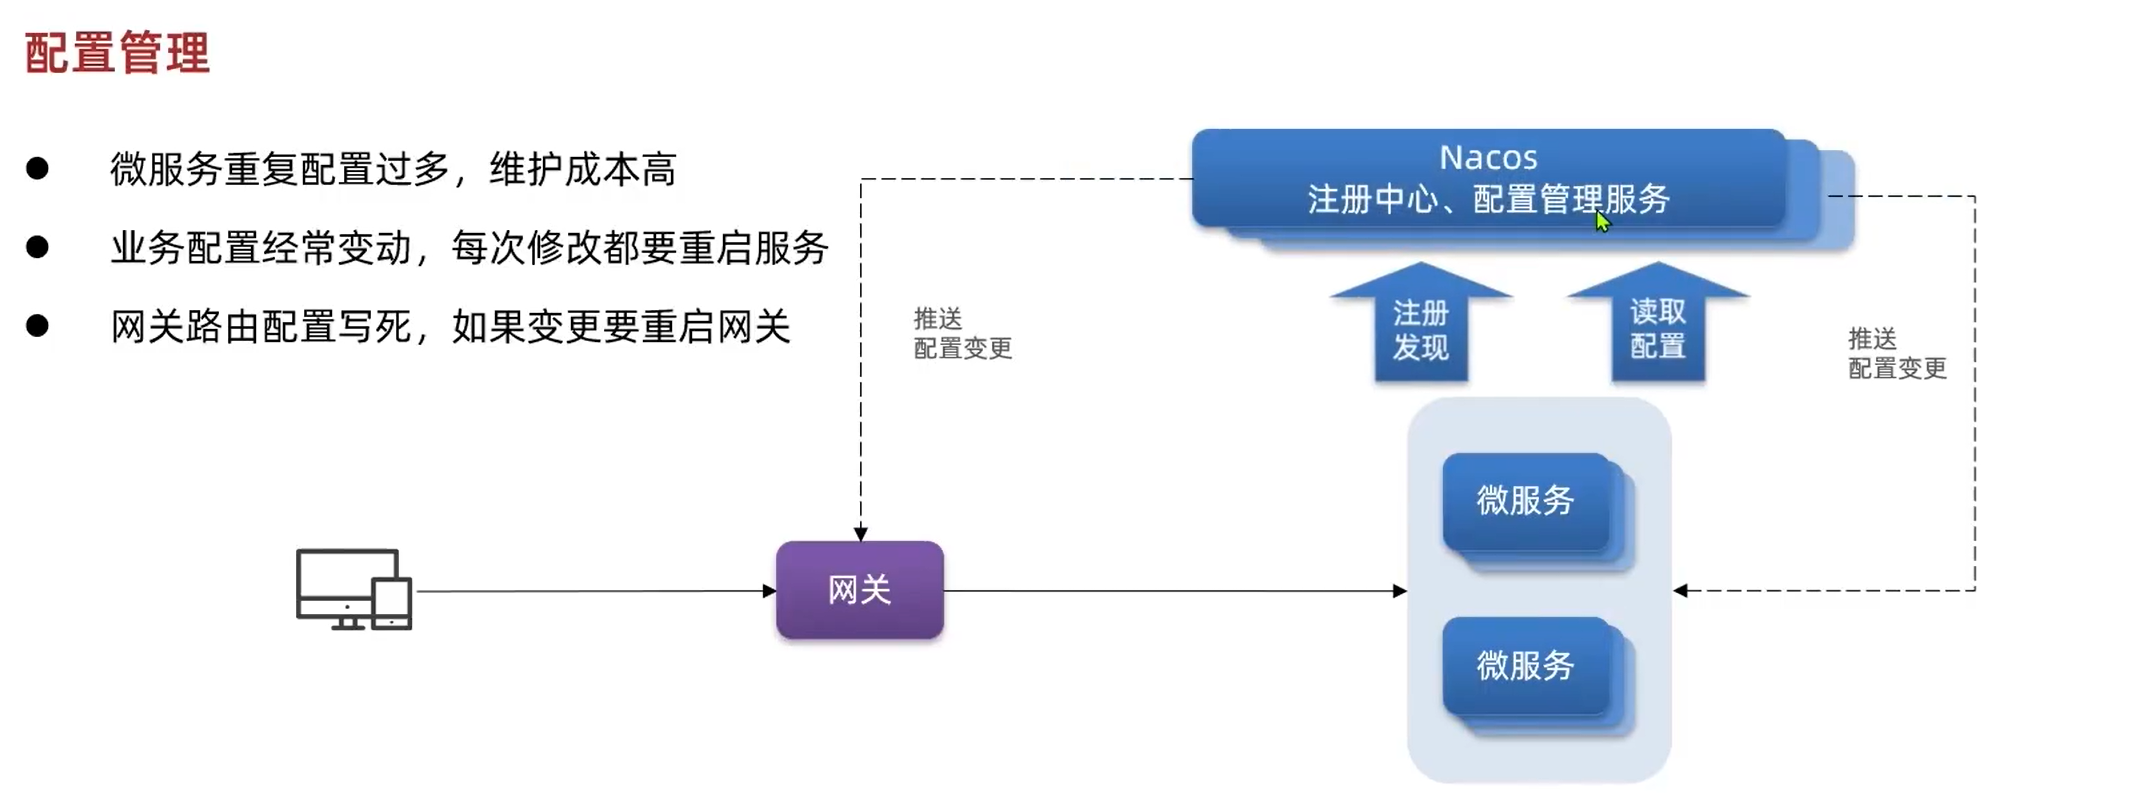 配置管理
微服务重复配置过多，维护成本高
业务配置经常变动，每次修改都要重启服务
网关路由配置写死，如果变更要重启网关
Nacos
注册中心、配置管理服务
推送
配置变更
注册
发现
读取
配置
推送
配置变更
微服务
网关
微服务